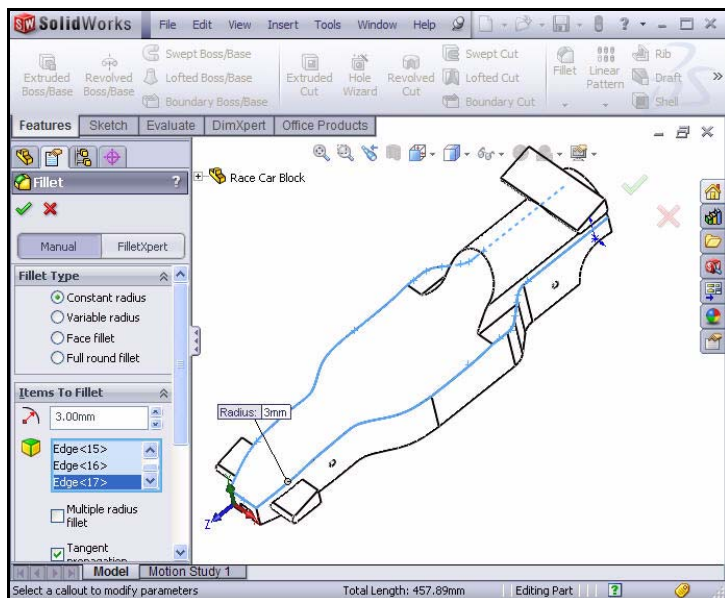 SolidWorks File Edit View Insert Tools Window Help ?
Extruded Boss/Base
Revolved Boss/Base
Swept Boss/Base
Lofted Boss/Base
Boundary Boss/Base
Extruded Cut
Hole Wizard
Revolved Cut
Swept Cut
Lofted Cut
Boundary Cut
Fillet
Linear Pattern
Rib
Draft
Shell
Features Sketch Evaluate DimXpert Office Products
Race Car Block
Fillet ?
Manual FilletXpert
Fillet Type
Constant radius
Variable radius
Face fillet
Full round fillet
Items To Fillet
3.00mm
Edge<15>
Edge<16>
Edge<17>
Multiple radius fillet
Tangent propagation
Radius: 3mm
Z
Model Motion Study 1
Select a callout to modify parameters Total Length: 457.89mm Editing Part ?